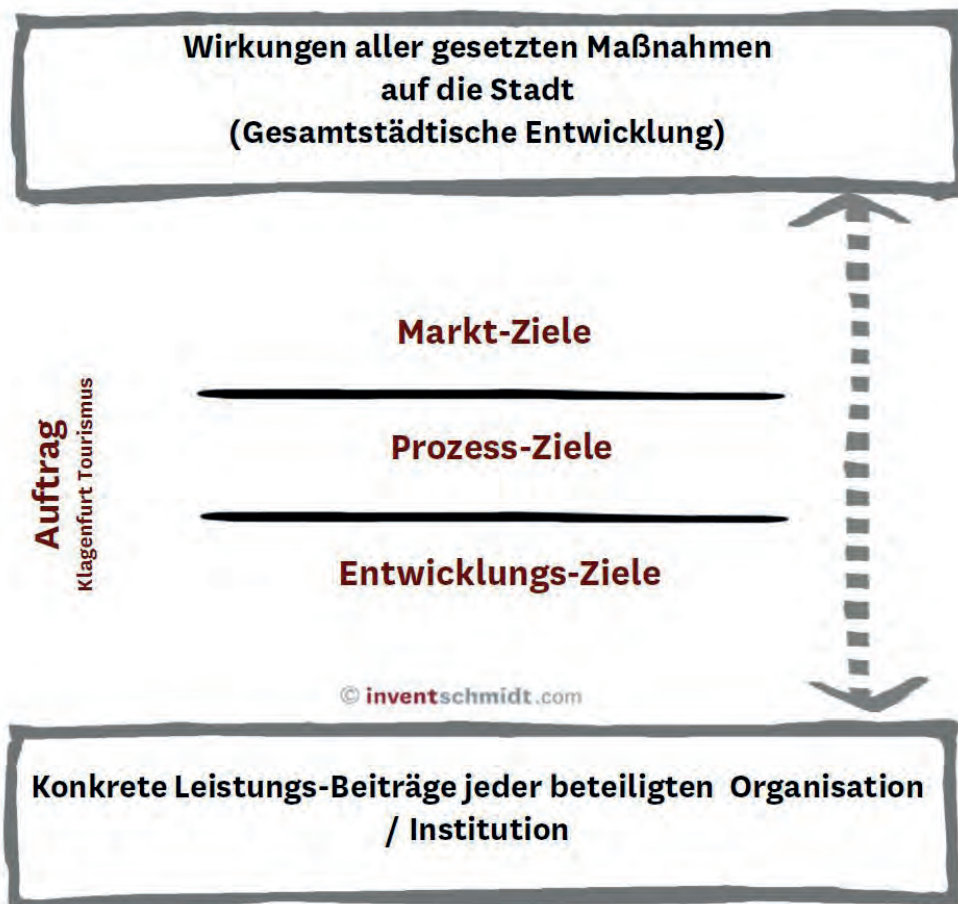 Wirkungen aller gesetzten Maßnahmen
auf die Stadt
(Gesamtstädtische Entwicklung)
Markt-Ziele
Prozess-Ziele
Entwicklungs-Ziele
Auftrag
Klagenfurt Tourismus
© inventschmidt.com
Konkrete Leistungs-Beiträge jeder beteiligten Organisation
/ Institution